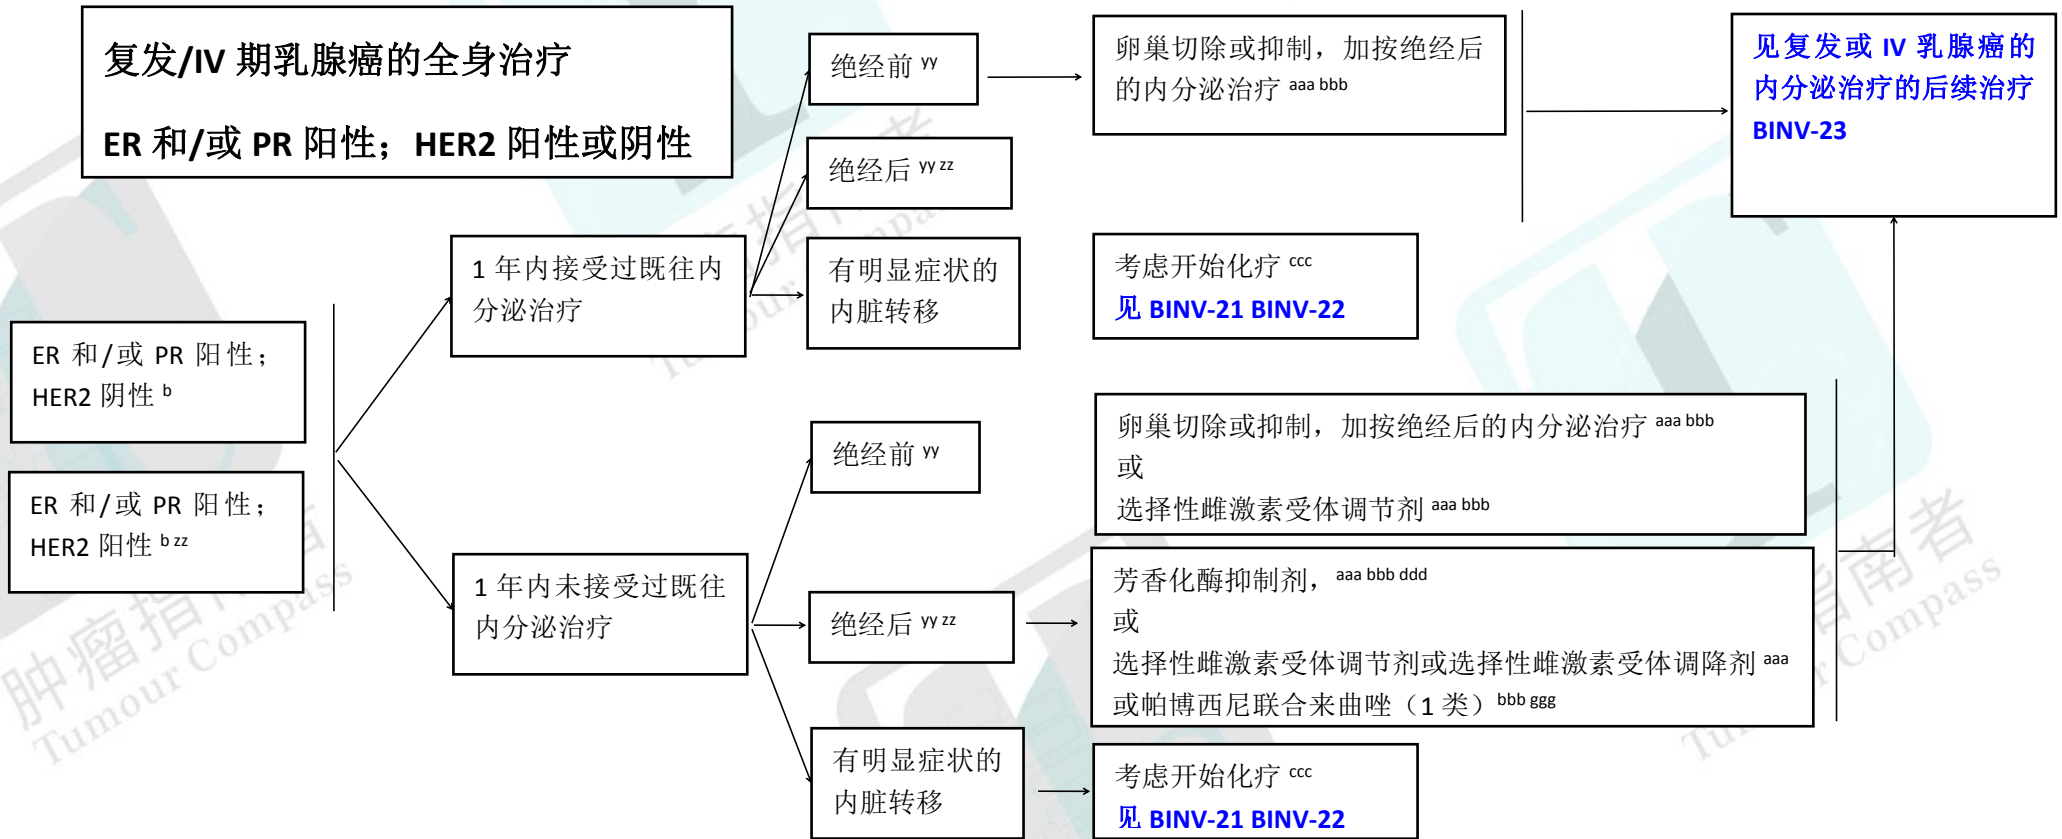 复发/IV 期乳腺癌的全身治疗
ER 和/或 PR 阳性；HER2 阳性或阴性
ER 和/或 PR 阳性；
HER2 阴性 b
ER 和/或 PR 阳性；
HER2 阳性 b zz
1 年内接受过既往内
分泌治疗
绝经前 yy
卵巢切除或抑制，加按绝经后
的内分泌治疗 aaa bbb
绝经后 yy zz
有明显症状的
内脏转移
考虑开始化疗 ccc
见 BINV-21 BINV-22
见复发或 IV 乳腺癌的
内分泌治疗的后续治疗
BINV-23
1 年内未接受过既往
内分泌治疗
绝经前 yy
卵巢切除或抑制，加按绝经后的内分泌治疗 aaa bbb
或
选择性雌激素受体调节剂 aaa bbb
绝经后 yy zz
芳香化酶抑制剂，aaa bbb ddd
或
选择性雌激素受体调节剂或选择性雌激素受体调降剂 aaa
或帕博西尼联合来曲唑（1 类）bbb ggg
有明显症状的
内脏转移
考虑开始化疗 ccc
见 BINV-21 BINV-22
肿瘤指南者
Tumour Compass